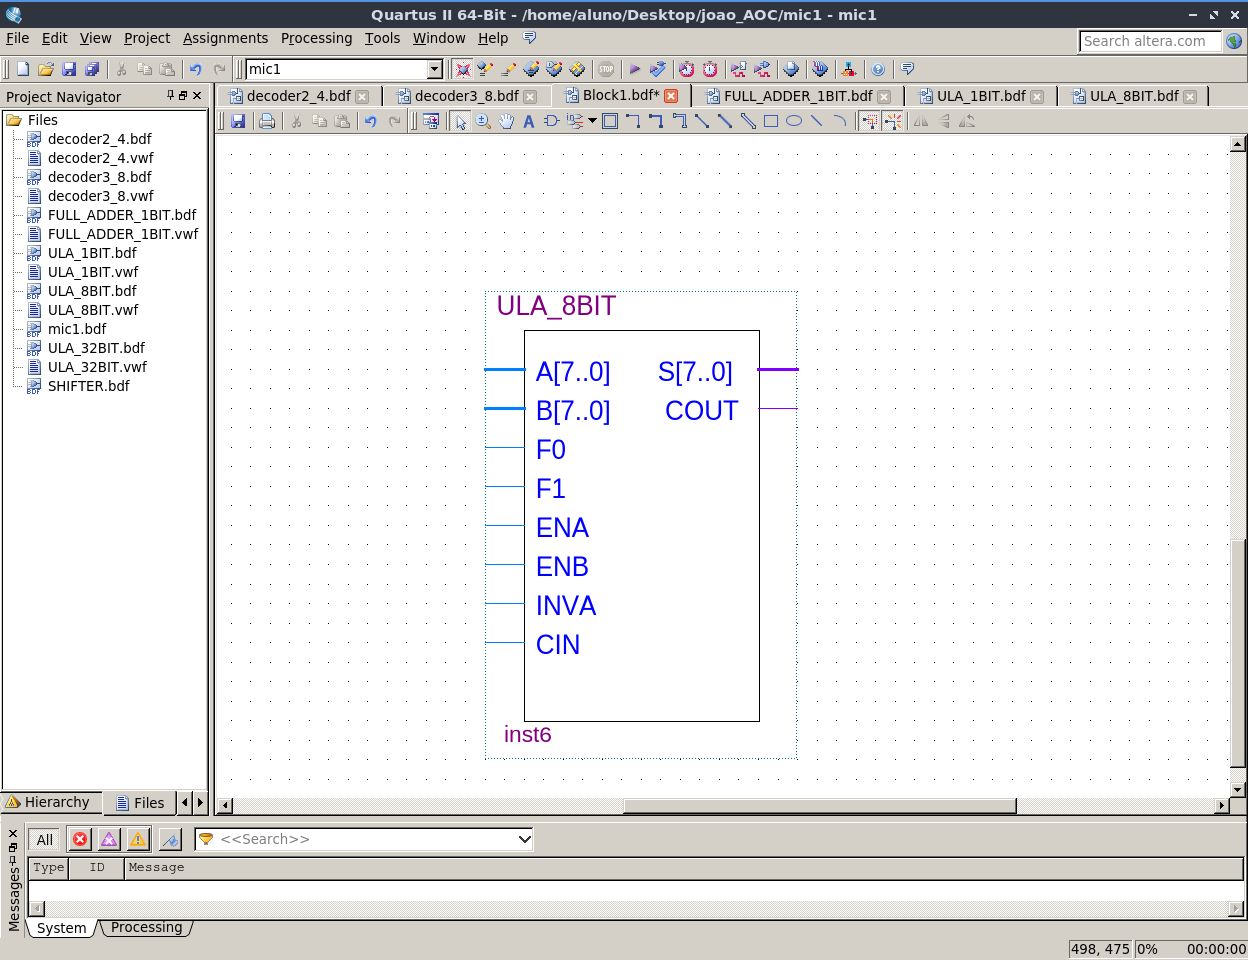 Quartus II 64-Bit - /home/aluno/Desktop/joao_AOC/mic1 - mic1
File Edit View Project Assignments Processing Tools Window Help
Search altera.com
mic1
STOP
Project Navigator
Files
decoder2_4.bdf
decoder2_4.vwf
decoder3_8.bdf
decoder3_8.vwf
FULL_ADDER_1BIT.bdf
FULL_ADDER_1BIT.vwf
ULA_1BIT.bdf
ULA_1BIT.vwf
ULA_8BIT.bdf
ULA_8BIT.vwf
mic1.bdf
ULA_32BIT.bdf
ULA_32BIT.vwf
SHIFTER.bdf
Hierarchy Files
decoder2_4.bdf decoder3_8.bdf Block1.bdf* FULL_ADDER_1BIT.bdf ULA_1BIT.bdf ULA_8BIT.bdf
ULA_8BIT
A[7..0] S[7..0]
B[7..0] COUT
F0
F1
ENA
ENB
INVA
CIN
inst6
Messages
All <<Search>>
Type ID Message
System Processing
498, 475 0% 00:00:00